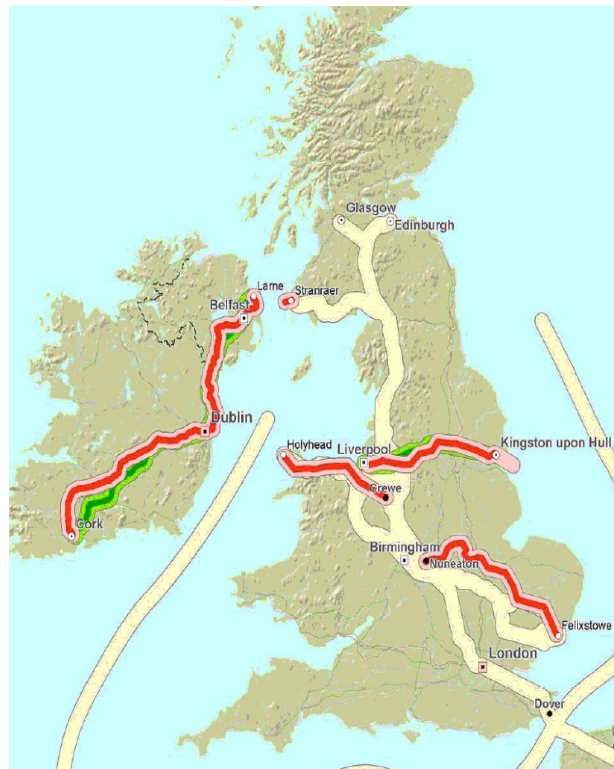 Glasgow
Edinburgh
Larne
Stranraer
Belfast
Dublin
Holyhead
Liverpool
Kingston upon Hull
Crewe
Cork
Birmingham
Nuneaton
Felixstowe
London
Dover